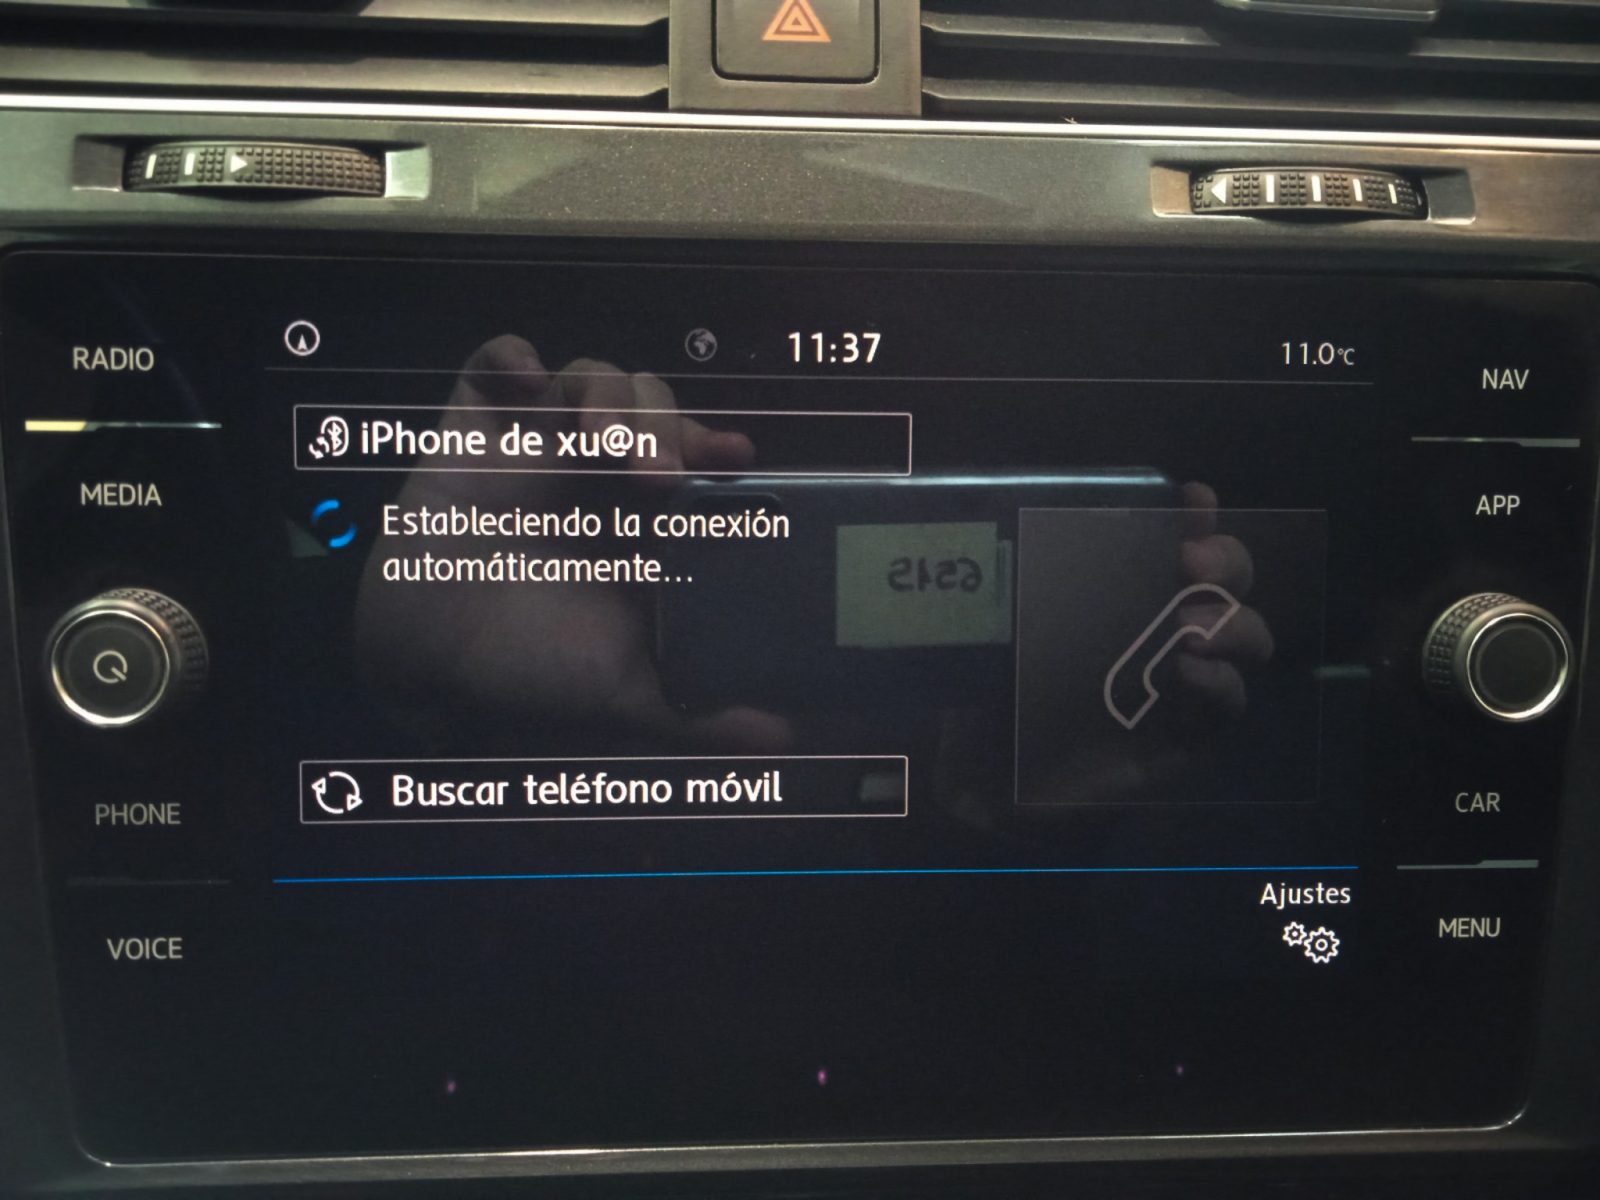 RADIO
MEDIA
PHONE
VOICE
11:37
11.0°C
iPhone de xu@n
Estableciendo la conexión
automáticamente...
6515
Buscar teléfono móvil
Ajustes
NAV
APP
CAR
MENU